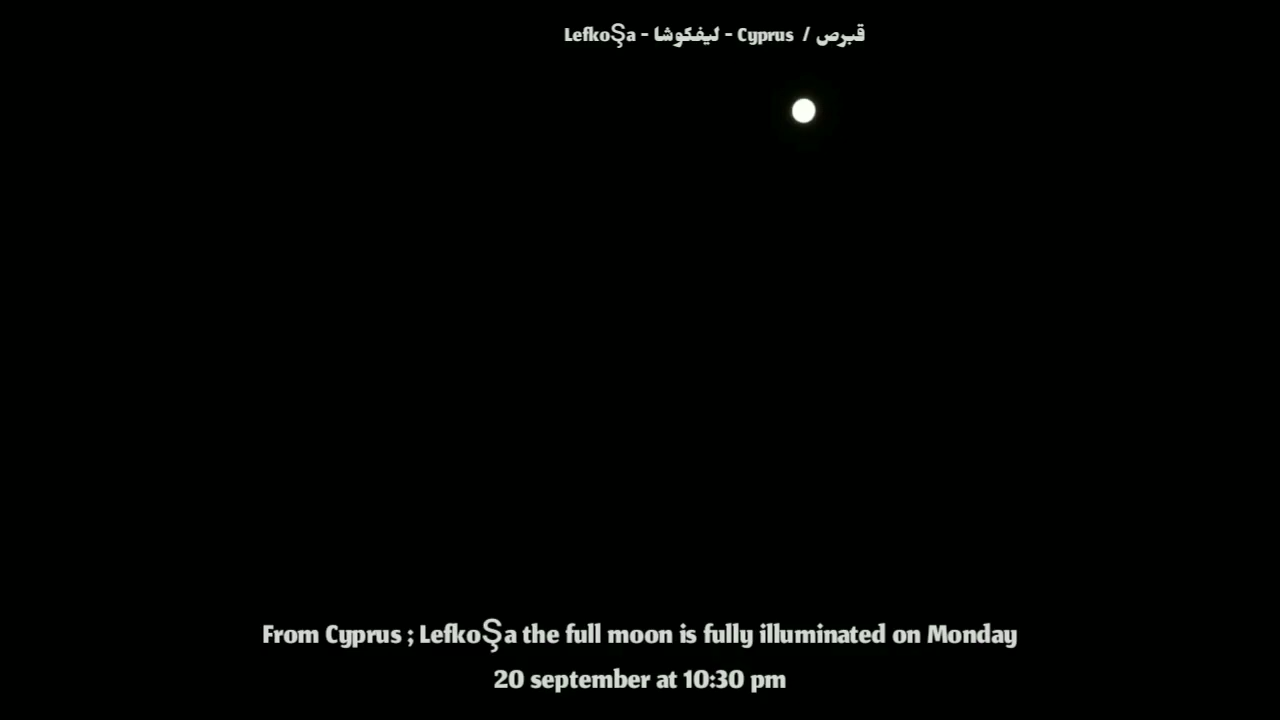 LefkoŞa - ليفكوشا - Cyprus / قبرص
From Cyprus ; LefkoŞa the full moon is fully illuminated on Monday
20 september at 10:30 pm